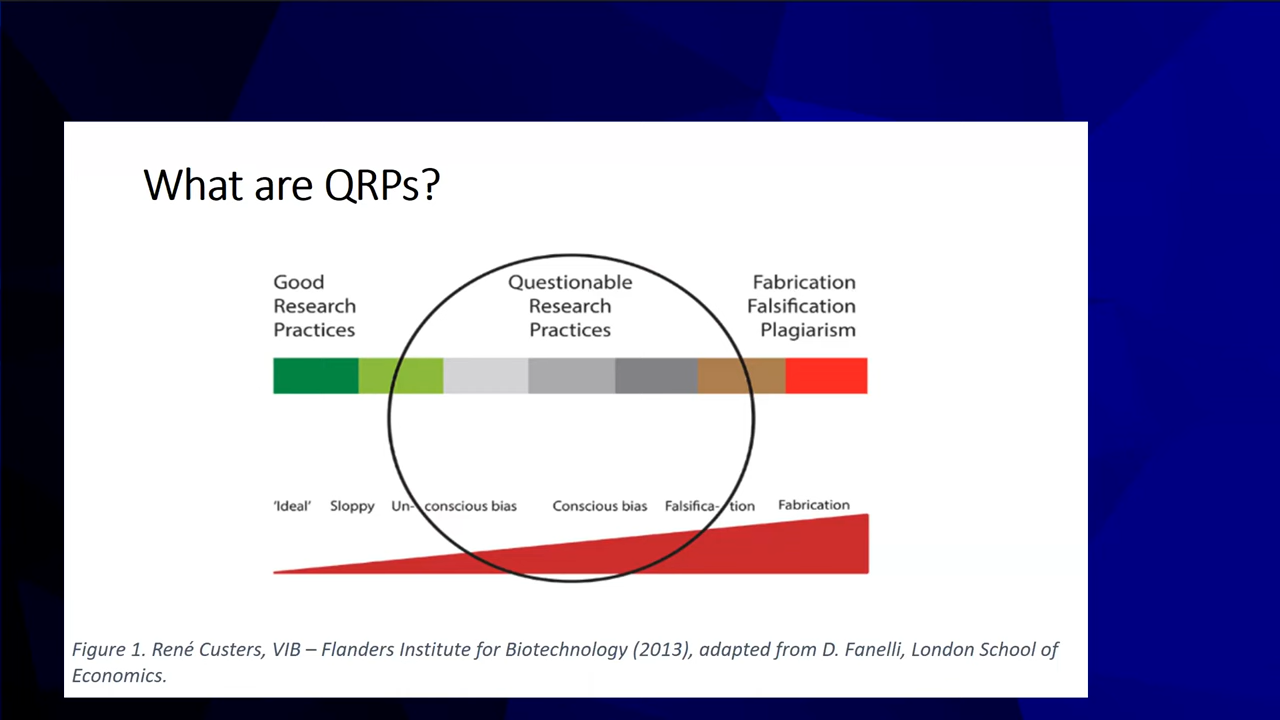 What are QRPs?
Good
Research
Practices
Questionable
Research
Practices
Fabrication
Falsification
Plagiarism
'Ideal' Sloppy Un- conscious bias Conscious bias Falsifica- tion Fabrication
Figure 1. René Custers, VIB – Flanders Institute for Biotechnology (2013), adapted from D. Fanelli, London School of
Economics.